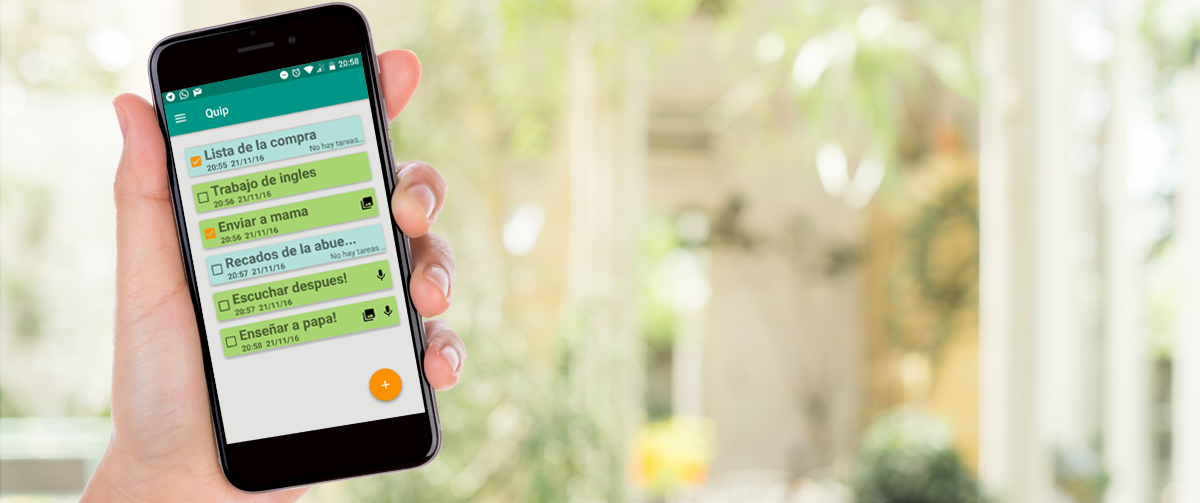 20:58
Quip
Lista de la compra
20:55 21/11/16
No hay tareas...
Trabajo de ingles
20:56 21/11/16
Enviar a mama
20:56 21/11/16
Recados de la abue...
20:57 21/11/16
No hay tareas...
Escuchar despues!
20:57 21/11/16
Enseñar a papa!
20:58 21/11/16